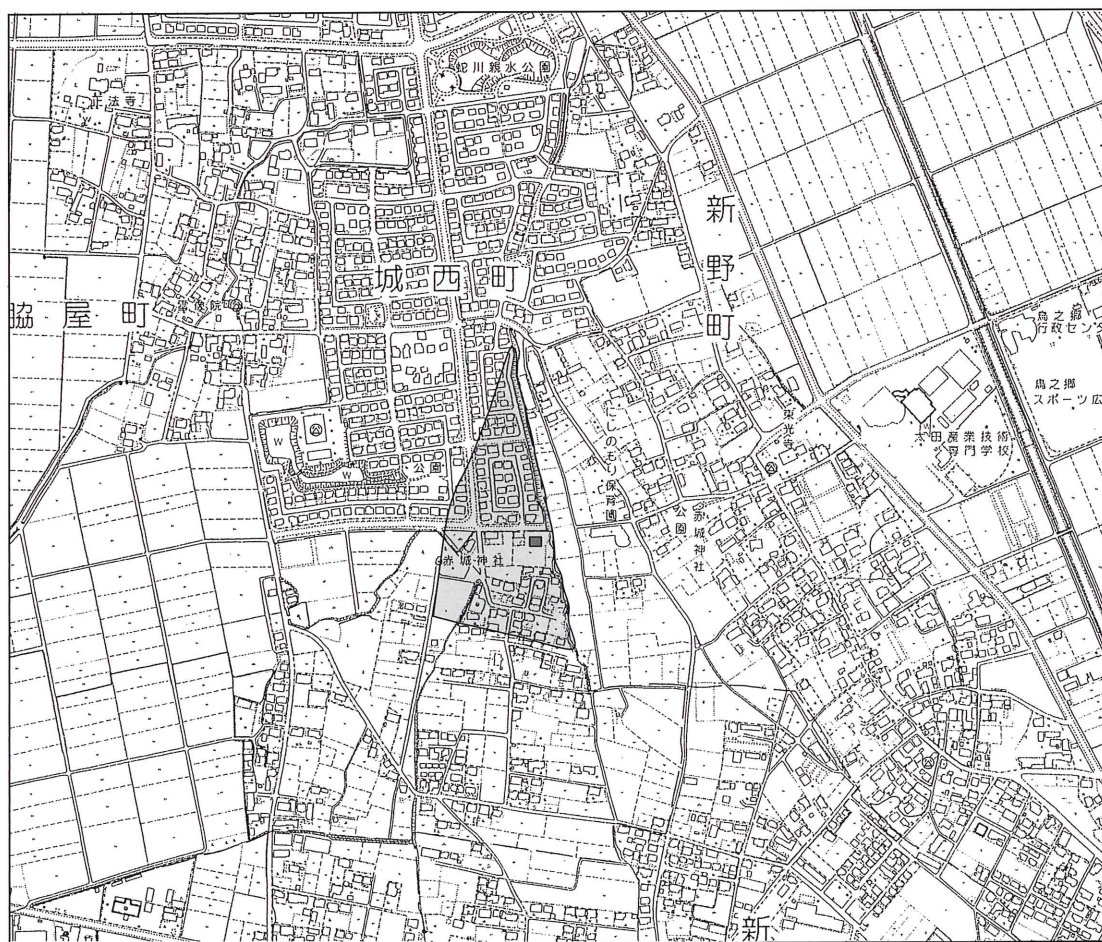 蛇川親水公園
正法寺
新野町
城西町
脇屋町
鳥之郷
行政センタ
鳥之郷
スポーツ広
太田産業技術
専門学校
東光寺
にしのもり保育園
公園
W
W
公園
赤城神社
赤城神社
新